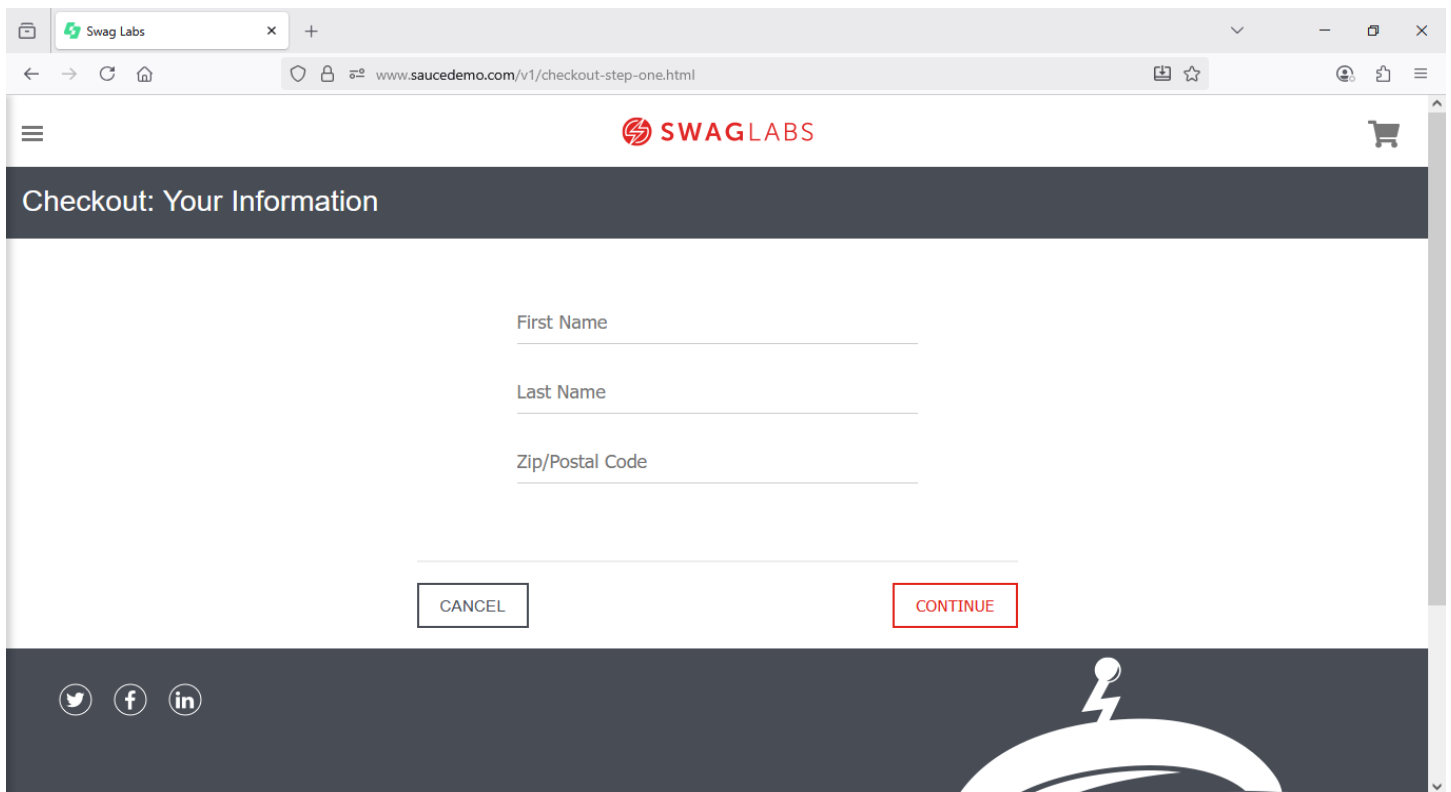 Swag Labs
www.saucedemo.com/v1/checkout-step-one.html
SWAGLABS
Checkout: Your Information
First Name
Last Name
Zip/Postal Code
CANCEL CONTINUE